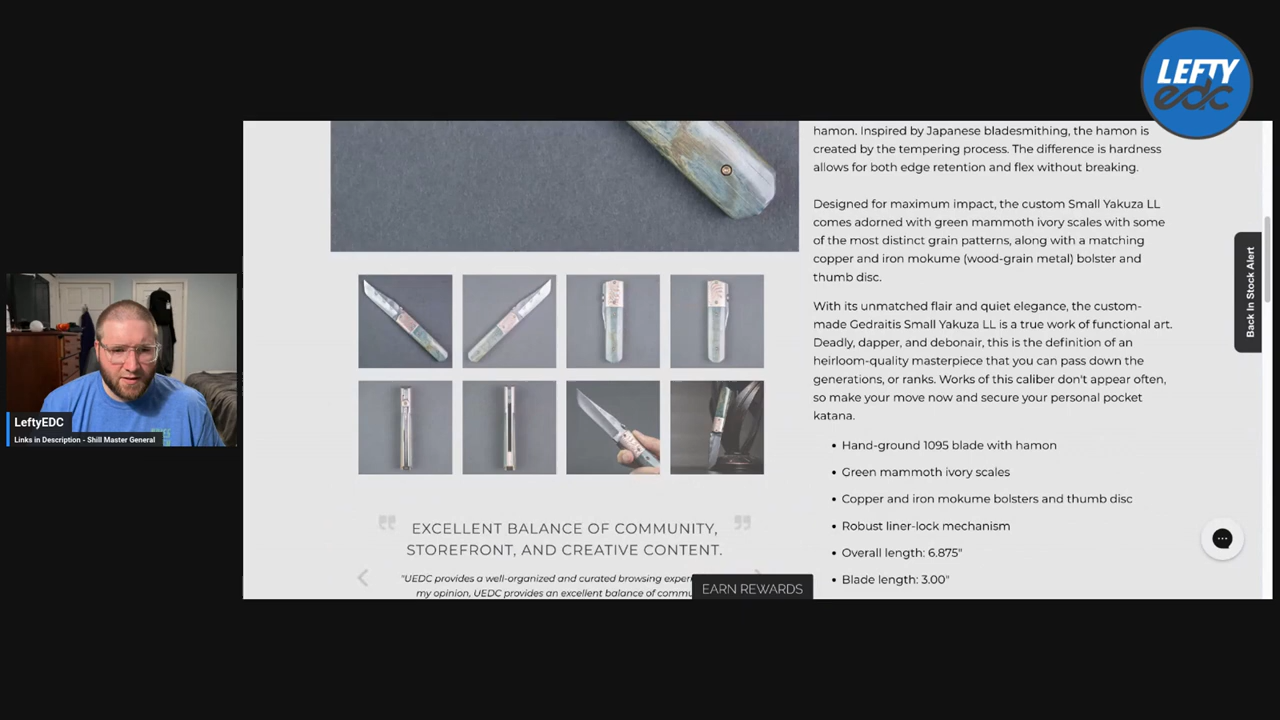 LEFTY
edc
hamon. Inspired by Japanese bladesmithing, the hamon is
created by the tempering process. The difference is hardness
allows for both edge retention and flex without breaking.
Designed for maximum impact, the custom Small Yakuza LL
comes adorned with green mammoth ivory scales with some
of the most distinct grain patterns, along with a matching
copper and iron mokume (wood-grain metal) bolster and
thumb disc.
With its unmatched flair and quiet elegance, the custom-
made Gedraitis Small Yakuza LL is a true work of functional art.
Deadly, dapper, and debonair, this is the definition of an
heirloom-quality masterpiece that you can pass down the
generations, or ranks. Works of this caliber don't appear often,
so make your move now and secure your personal pocket
katana.
• Hand-ground 1095 blade with hamon
• Green mammoth ivory scales
• Copper and iron mokume bolsters and thumb disc
• Robust liner-lock mechanism
• Overall length: 6.875"
• Blade length: 3.00"
Back In Stock Alert
EXCELLENT BALANCE OF COMMUNITY,
STOREFRONT, AND CREATIVE CONTENT.
"UEDC provides a well-organized and curated browsing
my opinion, UEDC provides an excellent balance of
EARN REWARDS
LeftyEDC
Links in Description - Shill Master General